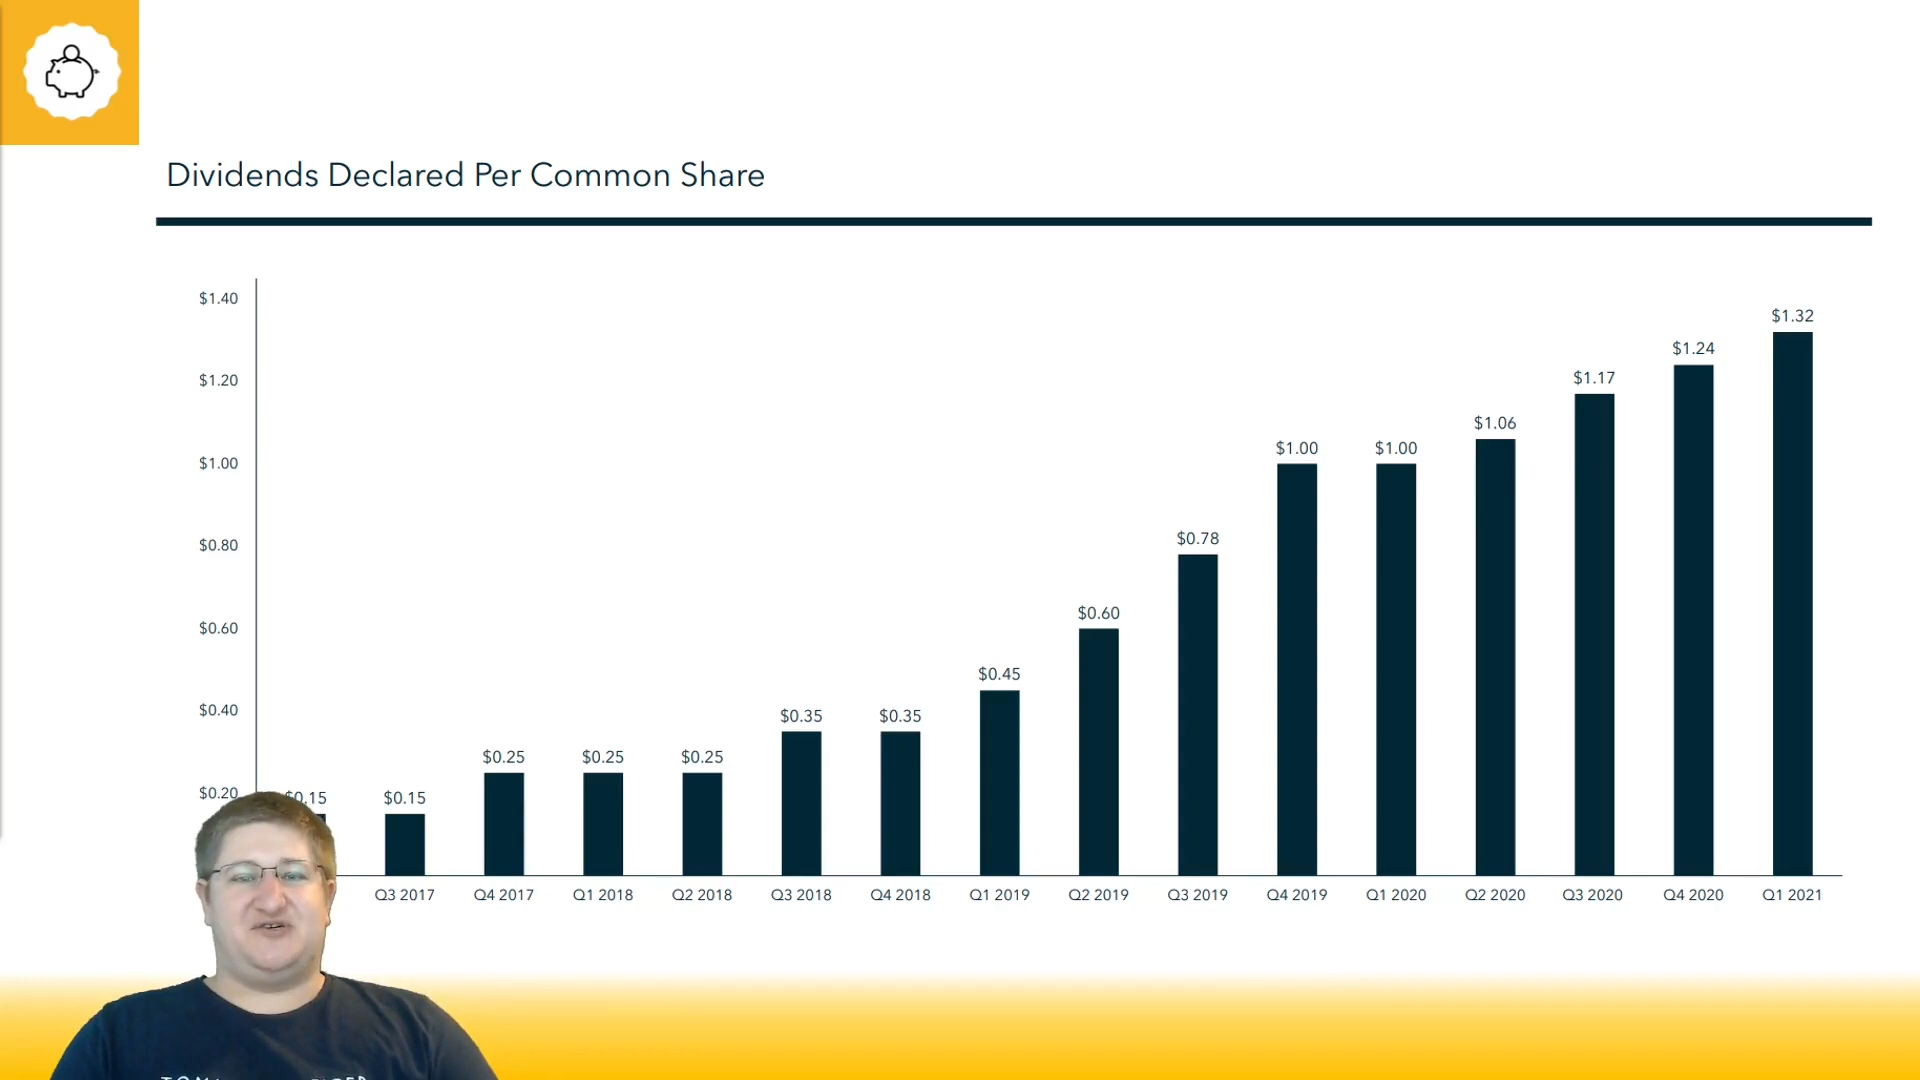 Dividends Declared Per Common Share
$1.40
$1.20
$1.00
$0.80
$0.60
$0.40
$0.20
$0.15
$0.15
$0.25
$0.25
$0.25
$0.35
$0.35
$0.45
$0.60
$0.78
$1.00
$1.00
$1.06
$1.17
$1.24
$1.32
Q3 2017
Q4 2017
Q1 2018
Q2 2018
Q3 2018
Q4 2018
Q1 2019
Q2 2019
Q3 2019
Q4 2019
Q1 2020
Q2 2020
Q3 2020
Q4 2020
Q1 2021